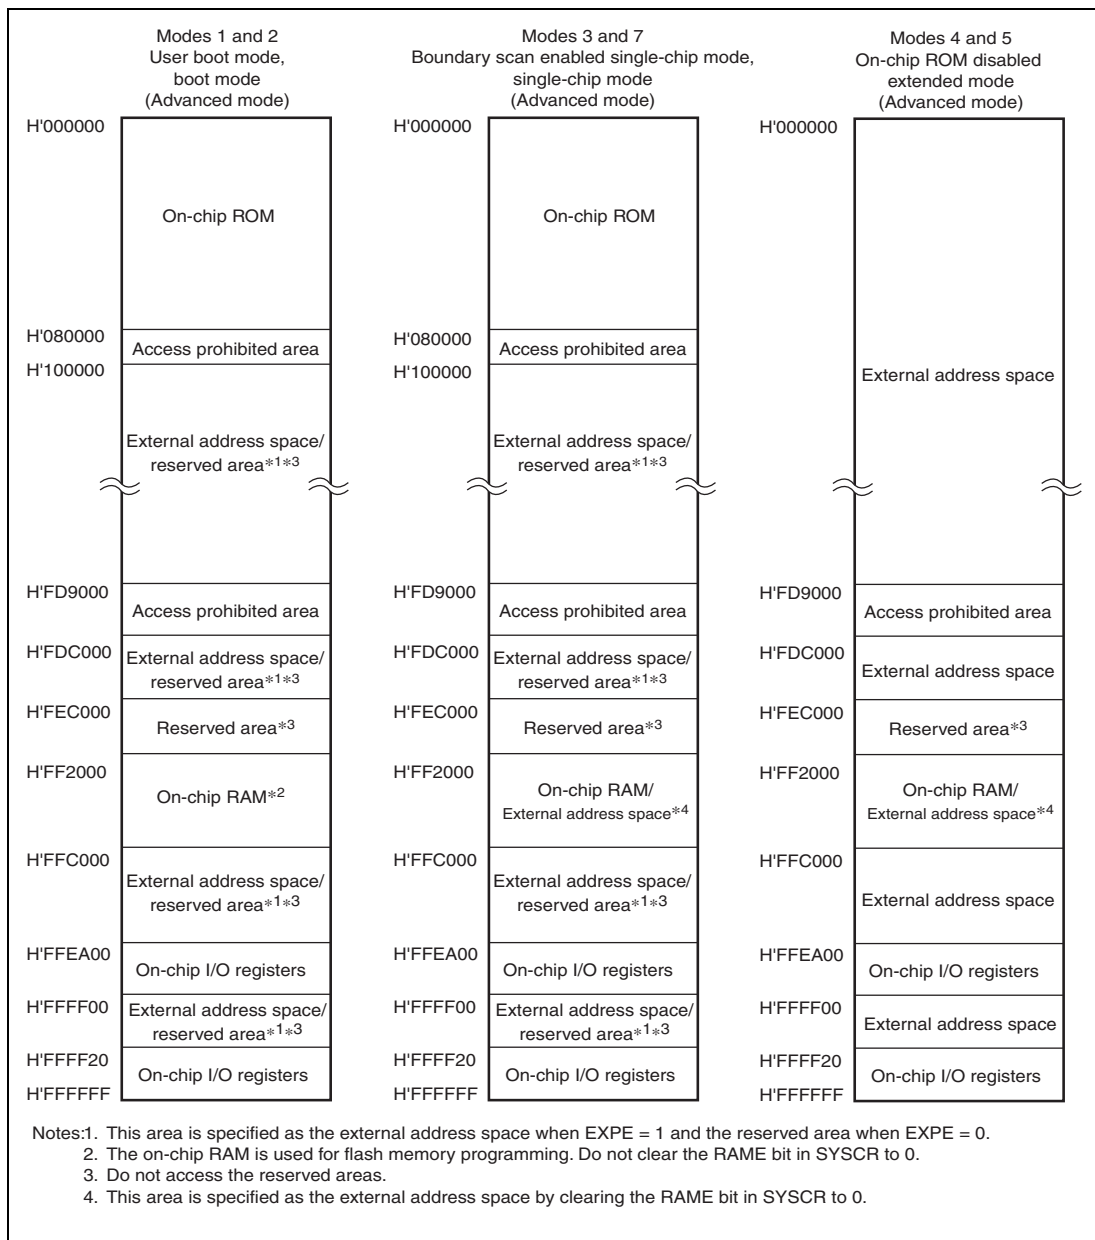 Modes 1 and 2
User boot mode,
boot mode
(Advanced mode)
H'000000
On-chip ROM
H'080000
Access prohibited area
H'100000
External address space/
reserved area*1*3
H'FD9000
Access prohibited area
H'FDC000
External address space/
reserved area*1*3
H'FEC000
Reserved area*3
H'FF2000
On-chip RAM*2
H'FFC000
External address space/
reserved area*1*3
H'FFEA00
On-chip I/O registers
H'FFFF00
External address space/
reserved area*1*3
H'FFFF20
On-chip I/O registers
H'FFFFFF
Modes 3 and 7
Boundary scan enabled single-chip mode,
single-chip mode
(Advanced mode)
H'000000
On-chip ROM
H'080000
Access prohibited area
H'100000
External address space/
reserved area*1*3
H'FD9000
Access prohibited area
H'FDC000
External address space/
reserved area*1*3
H'FEC000
Reserved area*3
H'FF2000
On-chip RAM/
External address space*4
H'FFC000
External address space/
reserved area*1*3
H'FFEA00
On-chip I/O registers
H'FFFF00
External address space/
reserved area*1*3
H'FFFF20
On-chip I/O registers
H'FFFFFF
Modes 4 and 5
On-chip ROM disabled
extended mode
(Advanced mode)
H'000000
External address space
H'FD9000
Access prohibited area
H'FDC000
External address space
H'FEC000
Reserved area*3
H'FF2000
On-chip RAM/
External address space*4
H'FFC000
External address space
H'FFEA00
On-chip I/O registers
H'FFFF00
External address space
H'FFFF20
On-chip I/O registers
H'FFFFFF
Notes:1. This area is specified as the external address space when EXPE = 1 and the reserved area when EXPE = 0.
2. The on-chip RAM is used for flash memory programming. Do not clear the RAME bit in SYSCR to 0.
3. Do not access the reserved areas.
4. This area is specified as the external address space by clearing the RAME bit in SYSCR to 0.